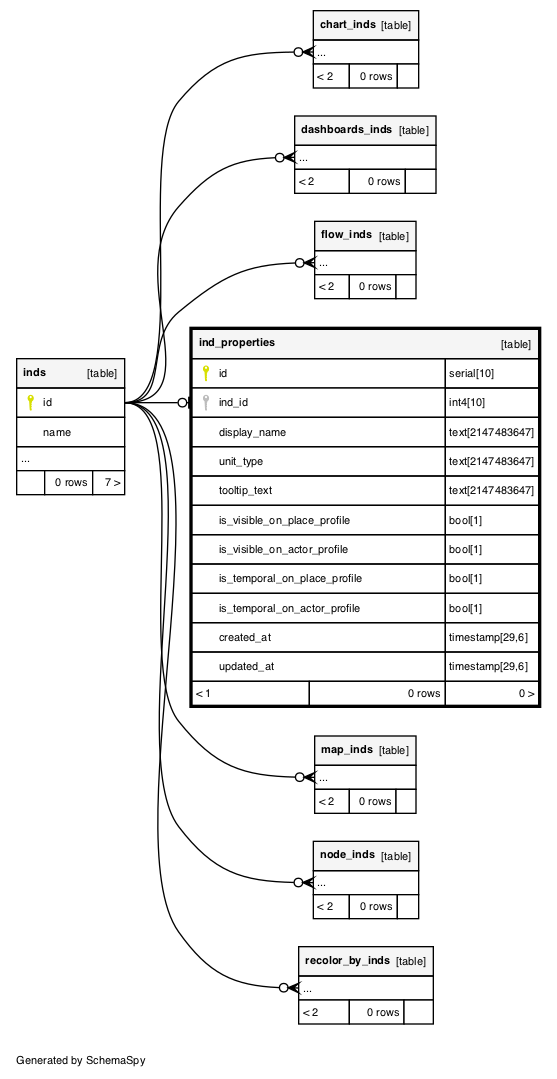 chart_inds [table]
...
< 2 0 rows
dashboards_inds [table]
...
< 2 0 rows
flow_inds [table]
...
< 2 0 rows
ind_properties [table]
id serial[10]
ind_id int4[10]
display_name text[2147483647]
unit_type text[2147483647]
tooltip_text text[2147483647]
is_visible_on_place_profile bool[1]
is_visible_on_actor_profile bool[1]
is_temporal_on_place_profile bool[1]
is_temporal_on_actor_profile bool[1]
created_at timestamp[29,6]
updated_at timestamp[29,6]
< 1 0 rows 0 >
inds [table]
id
name
...
0 rows 7 >
map_inds [table]
...
< 2 0 rows
node_inds [table]
...
< 2 0 rows
recolor_by_inds [table]
...
< 2 0 rows
Generated by SchemaSpy